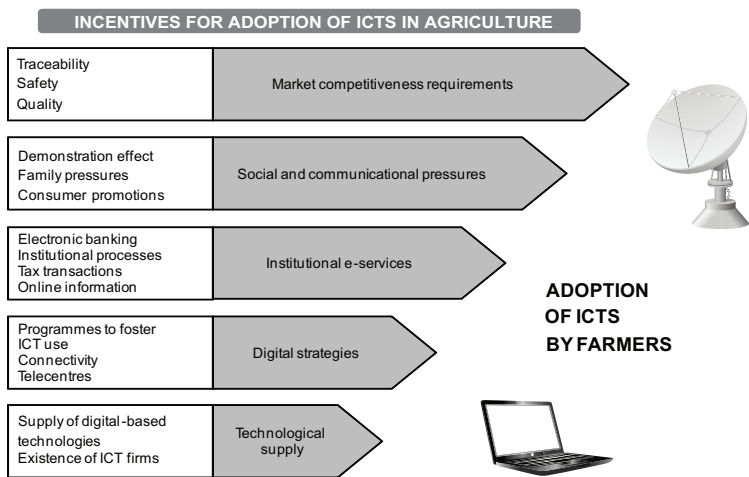 INCENTIVES FOR ADOPTION OF ICTS IN AGRICULTURE
Traceability
Safety
Quality
Market competitiveness requirements
Demonstration effect
Family pressures
Consumer promotions
Social and communicational pressures
Electronic banking
Institutional processes
Tax transactions
Online information
Institutional e-services
Programmes to foster
ICT use
Connectivity
Telecentres
Digital strategies
Supply of digital-based
technologies
Existence of ICT firms
Technological
supply
ADOPTION
OF ICTS
BY FARMERS